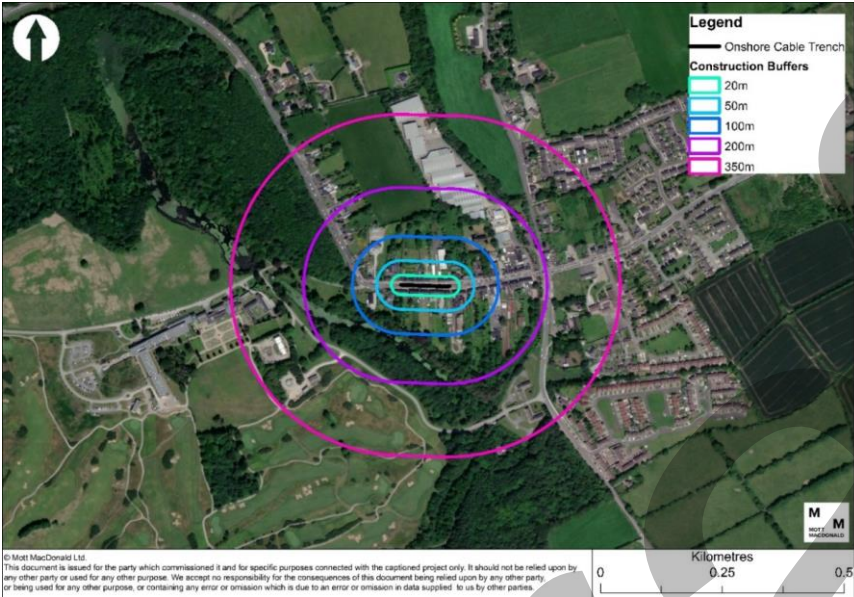 Legend
Onshore Cable Trench
Construction Buffers
20m
50m
100m
200m
350m
M
M
MOTT
MACDONALD
© Mott MacDonald Ltd.
This document is issued for the party which commissioned it and for specific purposes connected with the captioned project only. It should not be relied upon by
any other party or used for any other purpose. We accept no responsibility for the consequences of this document being relied upon by any other party,
or being used for any other purpose, or containing any error or omission which is due to an error or omission in data supplied to us by other parties.
Kilometres
0 0.25 0.5